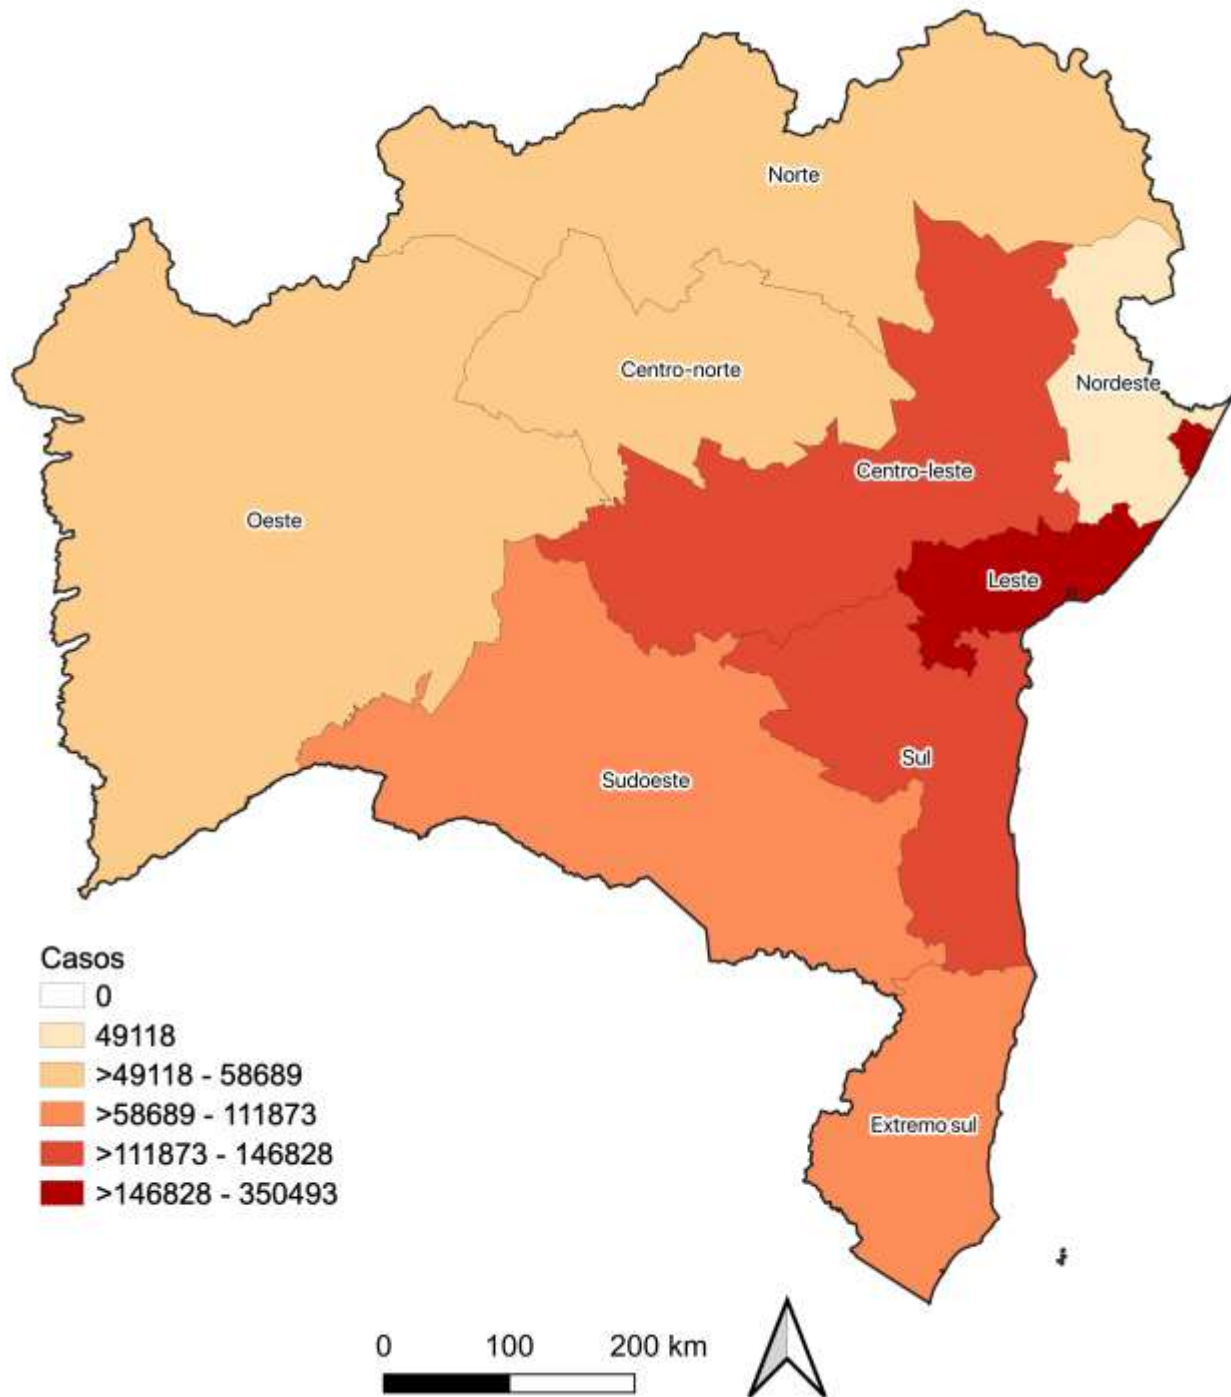 Norte
Centro-norte
Nordeste
Centro-leste
Oeste
Leste
Sul
Sudoeste
Casos
0
49118
>49118 - 58689
>58689 - 111873
>111873 - 146828
>146828 - 350493
Extremo sul
0 100 200 km